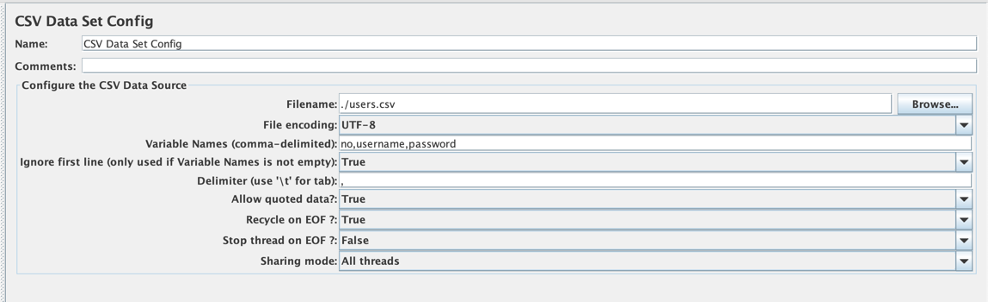 CSV Data Set Config
Name: CSV Data Set Config
Comments:
Configure the CSV Data Source
Filename: ./users.csv Browse...
File encoding: UTF-8
Variable Names (comma-delimited): no,username,password
Ignore first line (only used if Variable Names is not empty): True
Delimiter (use '\t' for tab): ,
Allow quoted data?: True
Recycle on EOF ?: True
Stop thread on EOF ?: False
Sharing mode: All threads